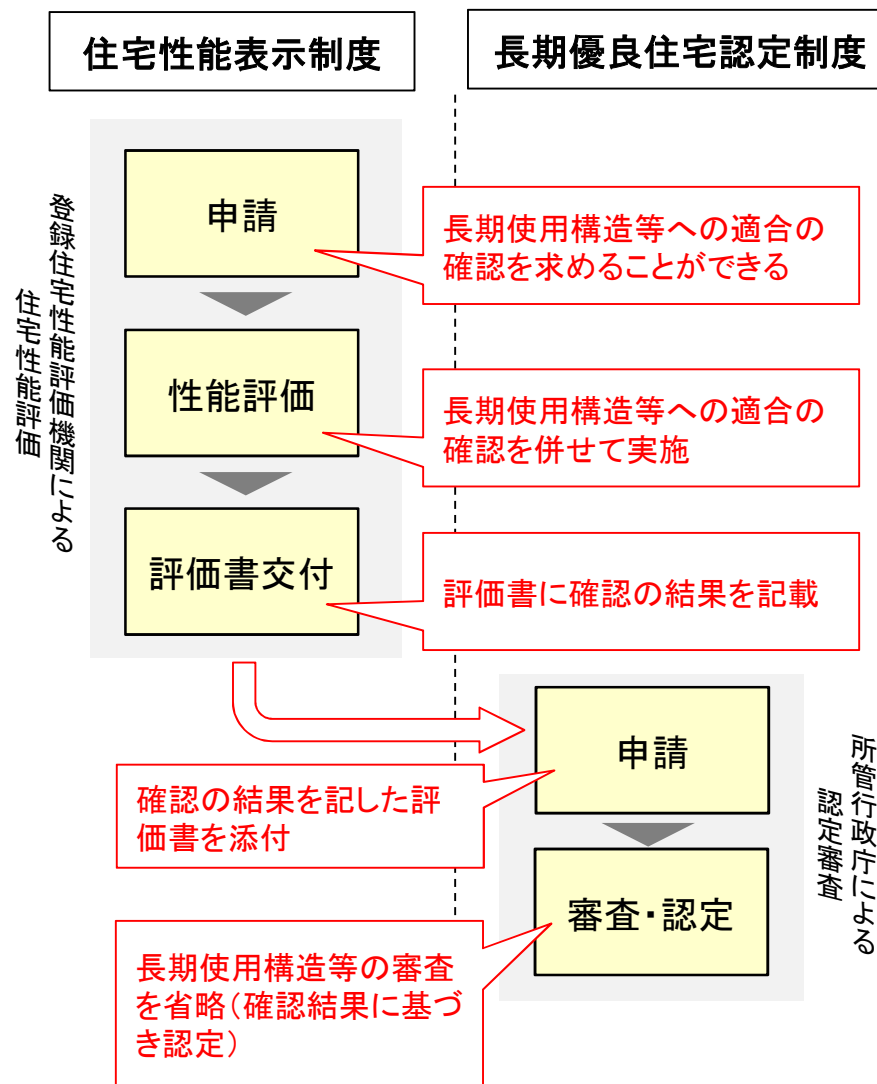 住宅性能表示制度
長期優良住宅認定制度
登録住宅性能評価機関による
住宅性能評価
申請
長期使用構造等への適合の
確認を求めることができる
性能評価
長期使用構造等への適合の
確認を併せて実施
評価書交付
評価書に確認の結果を記載
申請
確認の結果を記した評
価書を添付
所管行政庁による
認定審査
審査・認定
長期使用構造等の審査
を省略（確認結果に基づ
き認定）